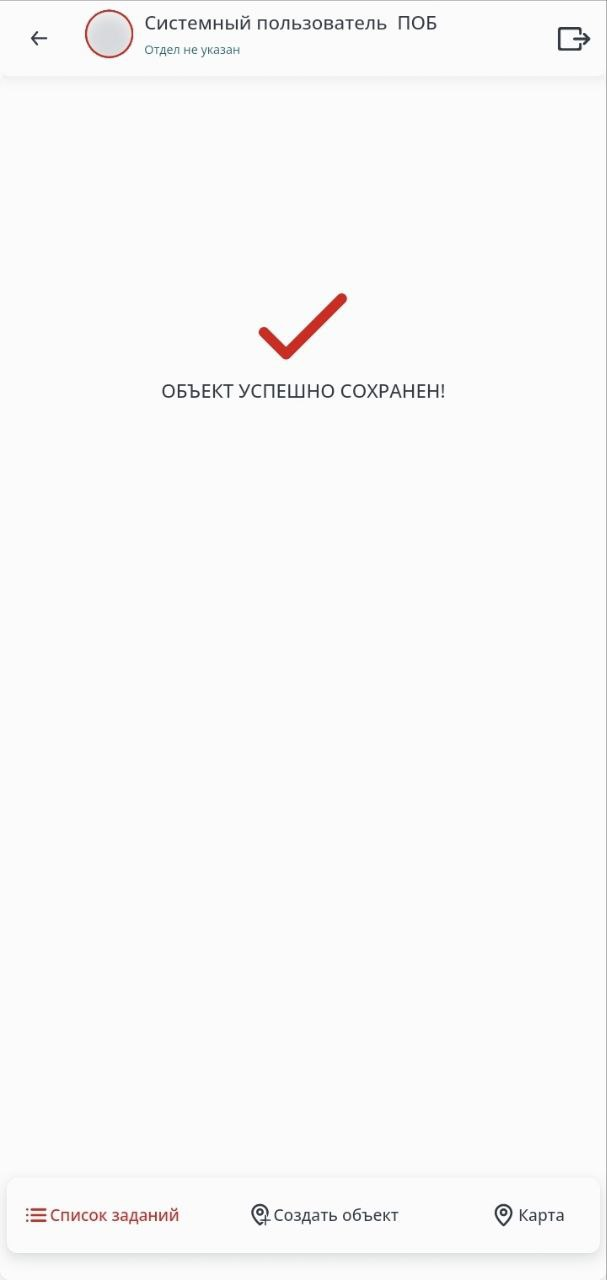 Системный пользователь ПОБ
Отдел не указан
ОБЪЕКТ УСПЕШНО СОХРАНЕН!
Список заданий
Создать объект
Карта